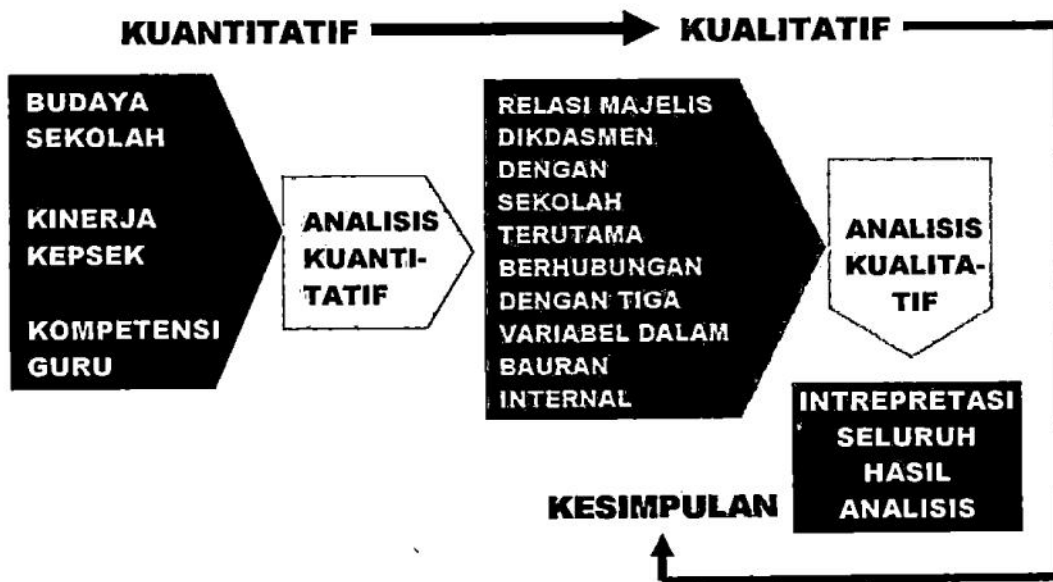 KUANTITATIF
KUALITATIF
BUDAYA
SEKOLAH
KINERJA
KEPSEK
KOMPETENSI
GURU
ANALISIS
KUANTI-
TATIF
RELASI MAJELIS
DIKDASMEN
DENGAN
SEKOLAH
TERUTAMA
BERHUBUNGAN
DENGAN TIGA
VARIABEL DALAM
BAURAN
INTERNAL
ANALISIS
KUALITA-
TIF
INTREPRETASI
SELURUH
HASIL
ANALISIS
KESIMPULAN